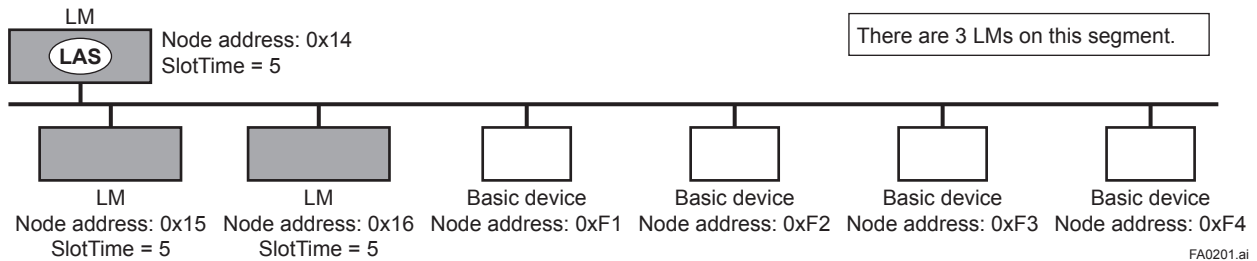 LM
LAS
Node address: 0x14
SlotTime = 5
There are 3 LMs on this segment.
LM
Node address: 0x15
SlotTime = 5
LM
Node address: 0x16
SlotTime = 5
Basic device
Node address: 0xF1
Basic device
Node address: 0xF2
Basic device
Node address: 0xF3
Basic device
Node address: 0xF4
FA0201.ai